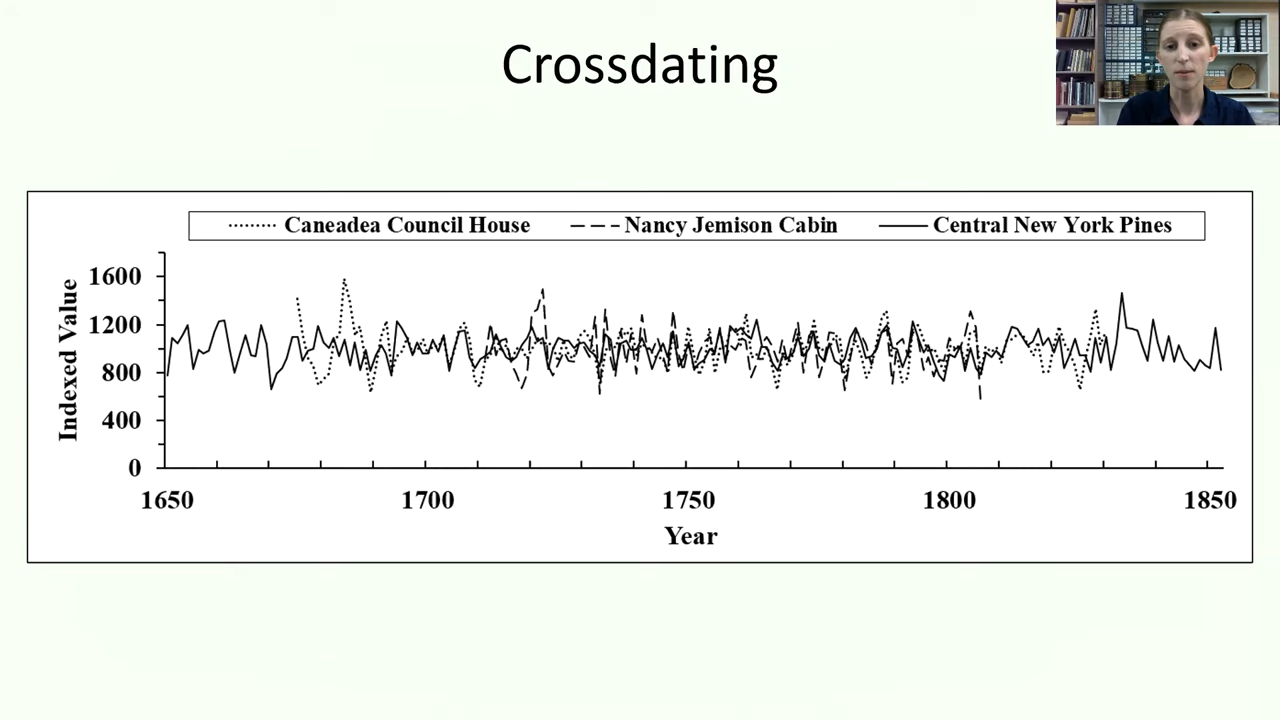 Crossdating
Caneadea Council House Nancy Jemison Cabin Central New York Pines
Indexed Value
1600
1200
800
400
0
1650 1700 1750 1800 1850
Year